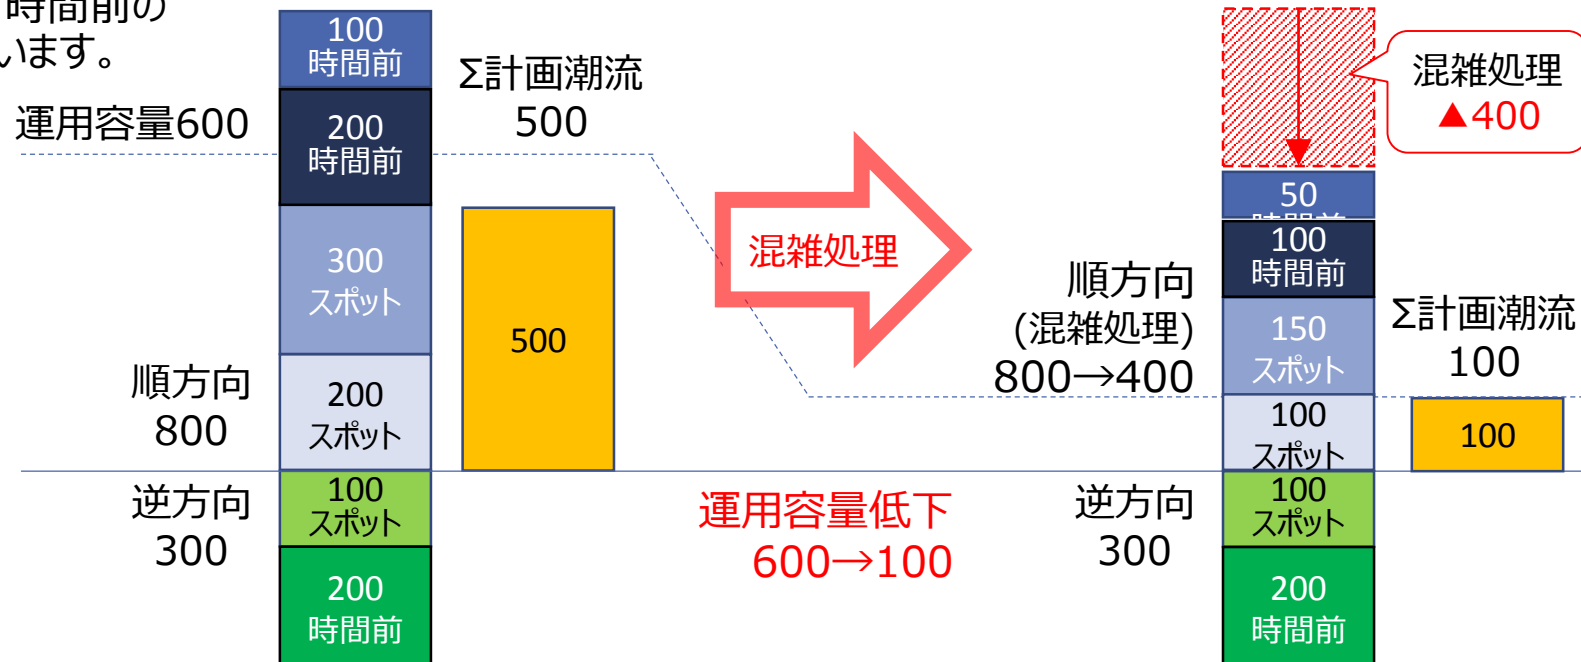 時間前の
います。
運用容量600
100
時間前
200
時間前
300
スポット
200
スポット
100
スポット
200
時間前
Σ計画潮流
500
500
順方向
800
逆方向
300
混雑処理
運用容量低下
600→100
順方向
(混雑処理)
800→400
逆方向
300
混雑処理
▲400
50
時間前
100
時間前
150
スポット
100
スポット
100
スポット
200
時間前
Σ計画潮流
100
100